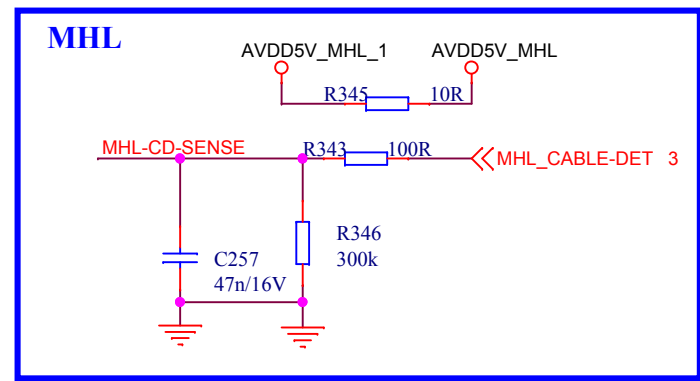 MHL
AVDD5V_MHL_1 AVDD5V_MHL
R345 10R
MHL-CD-SENSE R343 100R MHL_CABLE-DET 3
R346
300k
C257
47n/16V